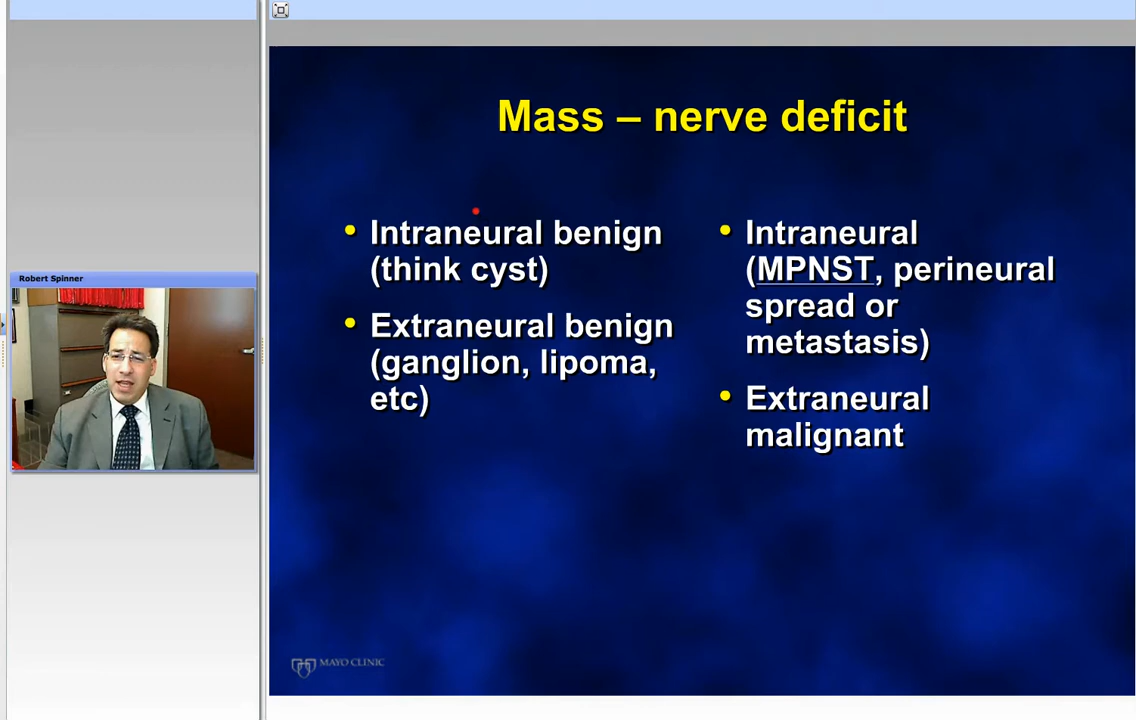 Mass – nerve deficit
Robert Spinner
• Intraneural benign
(think cyst)
• Extraneural benign
(ganglion, lipoma,
etc)
• Intraneural
(MPNST, perineural
spread or
metastasis)
• Extraneural
malignant
MAYO CLINIC